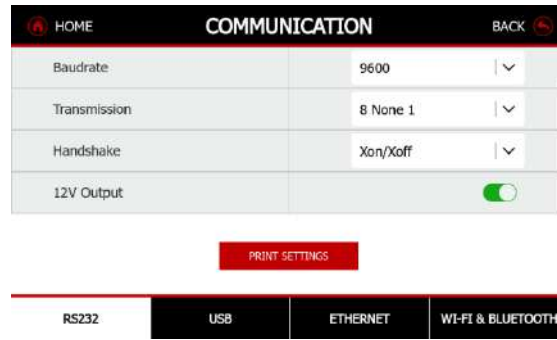 HOME COMMUNICATION BACK
Baudrate 9600
Transmission 8 None 1
Handshake Xon/Xoff
12V Output
PRINT SETTINGS
RS232 USB ETHERNET WI-FI & BLUETOOTH